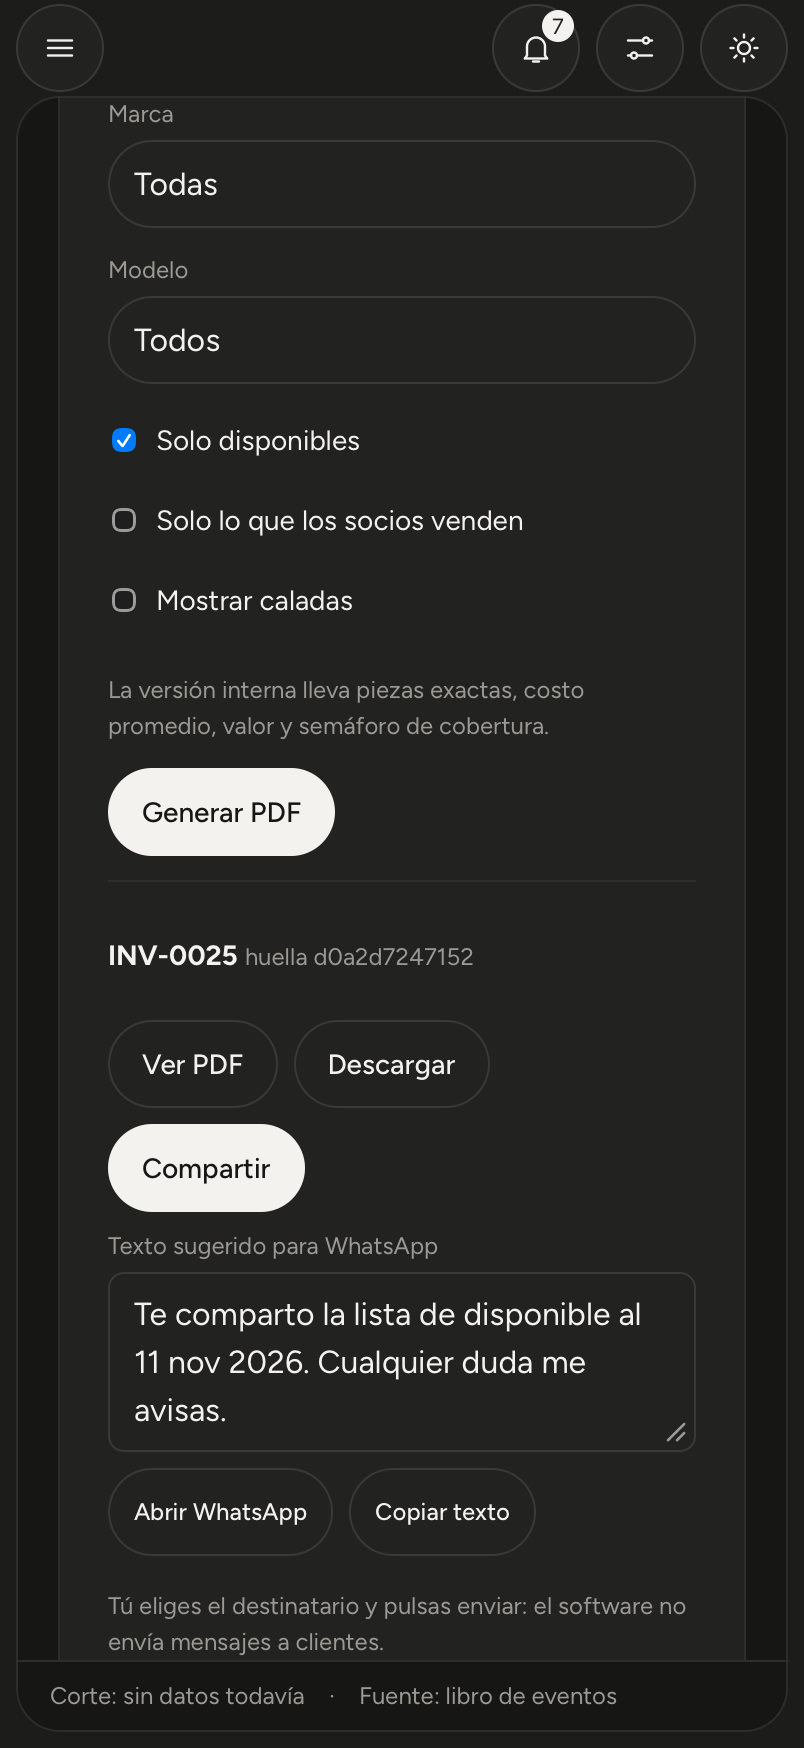 7
Marca
Todas
Modelo
Todos
Solo disponibles
Solo lo que los socios venden
Mostrar caladas
La versión interna lleva piezas exactas, costo
promedio, valor y semáforo de cobertura.
Generar PDF
INV-0025 huella d0a2d7247152
Ver PDF
Descargar
Compartir
Texto sugerido para WhatsApp
Te comparto la lista de disponible al
11 nov 2026. Cualquier duda me
avisas.
Abrir WhatsApp
Copiar texto
Tú eliges el destinatario y pulsas enviar: el software no
envía mensajes a clientes.
Corte: sin datos todavía · Fuente: libro de eventos